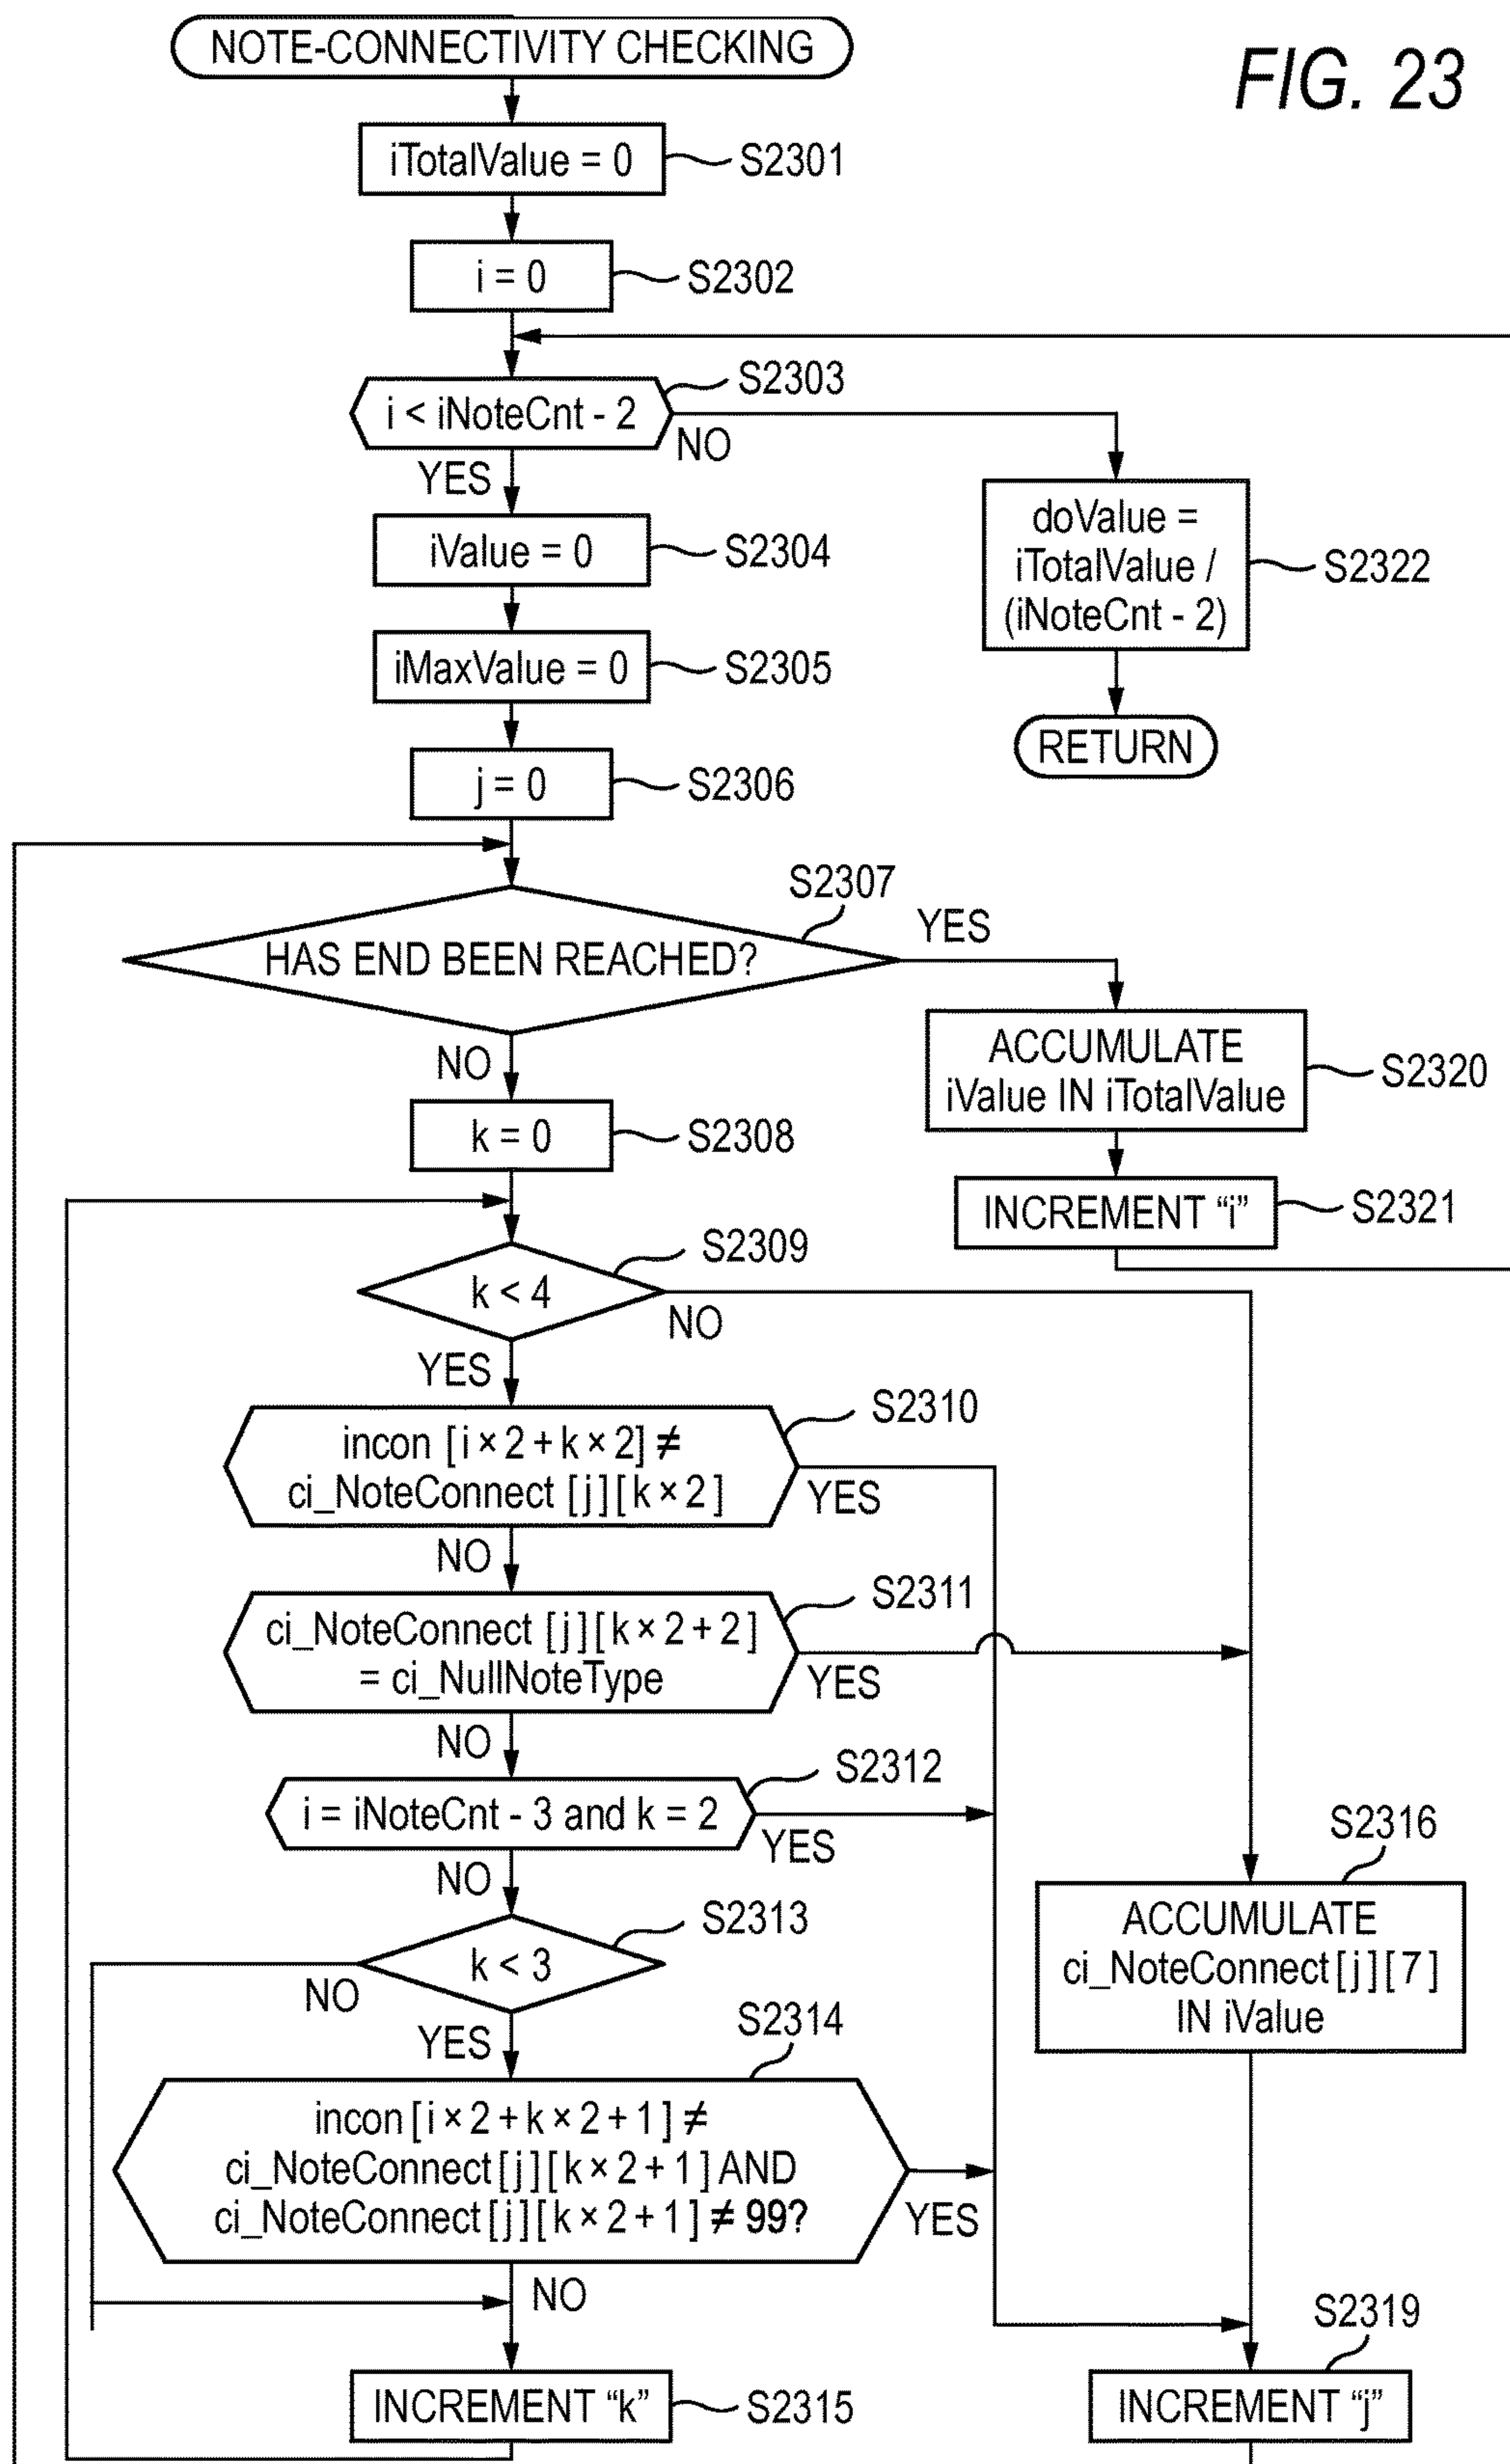 NOTE-CONNECTIVITY CHECKING
FIG. 23
iTotalValue = 0
S2301
i = 0
S2302
S2303
i < iNoteCnt - 2
NO
YES
iValue = 0
S2304
doValue =
iTotalValue /
(iNoteCnt - 2)
S2322
iMaxValue = 0
S2305
RETURN
j = 0
S2306
S2307
HAS END BEEN REACHED?
YES
NO
ACCUMULATE
iValue IN iTotalValue
S2320
k = 0
S2308
INCREMENT “i”
S2321
S2309
k < 4
NO
YES
S2310
incon [i × 2 + k × 2] ≠
ci_NoteConnect [j][k × 2]
YES
NO
S2311
ci_NoteConnect [j][k × 2 + 2]
= ci_NullNoteType
YES
NO
S2312
i = iNoteCnt - 3 and k = 2
YES
NO
S2316
ACCUMULATE
ci_NoteConnect[j][7]
IN iValue
S2313
k < 3
NO
YES
S2314
incon[i × 2 + k × 2 + 1] ≠
ci_NoteConnect[j][k × 2 + 1] AND
ci_NoteConnect[j][k × 2 + 1] ≠ 99?
YES
NO
S2319
INCREMENT “k”
S2315
INCREMENT “j”